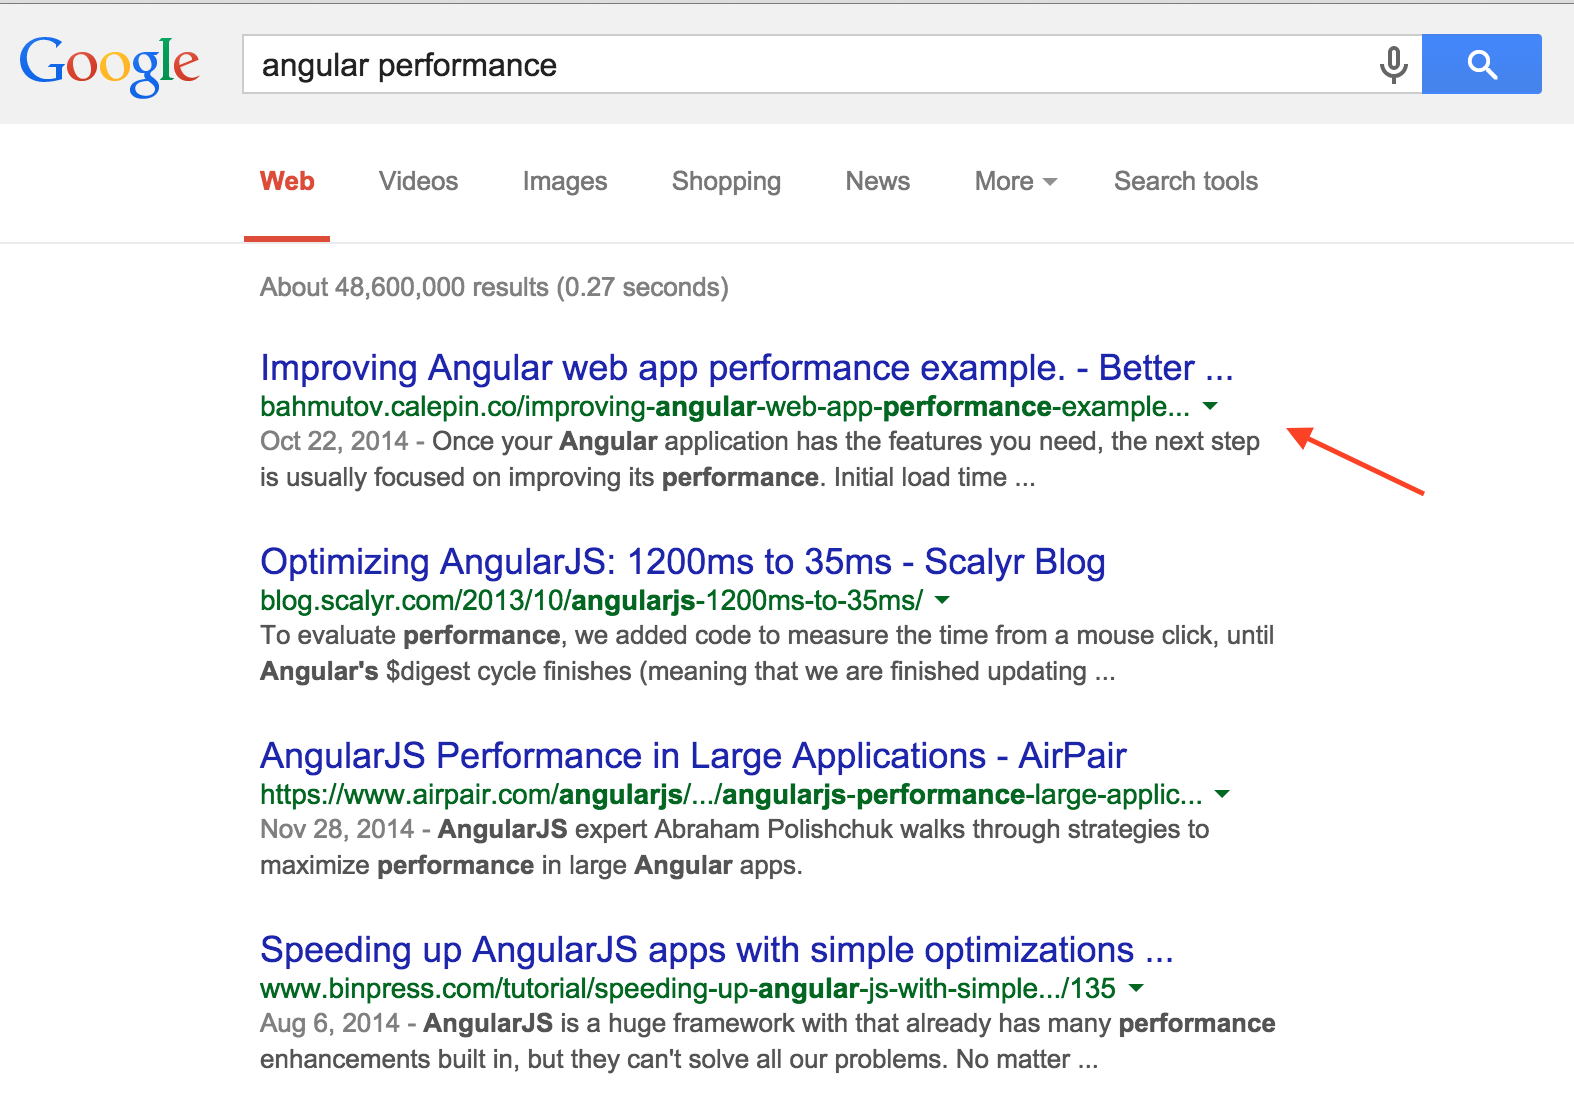 Google
angular performance
Web Videos Images Shopping News More Search tools
About 48,600,000 results (0.27 seconds)
Improving Angular web app performance example. - Better ...
bahmutov.calepin.co/improving-angular-web-app-performance-example...
Oct 22, 2014 - Once your Angular application has the features you need, the next step
is usually focused on improving its performance. Initial load time ...
Optimizing AngularJS: 1200ms to 35ms - Scalyr Blog
blog.scalyr.com/2013/10/angularjs-1200ms-to-35ms/
To evaluate performance, we added code to measure the time from a mouse click, until
Angular's $digest cycle finishes (meaning that we are finished updating ...
AngularJS Performance in Large Applications - AirPair
https://www.airpair.com/angularjs/.../angularjs-performance-large-applic...
Nov 28, 2014 - AngularJS expert Abraham Polishchuk walks through strategies to
maximize performance in large Angular apps.
Speeding up AngularJS apps with simple optimizations ...
www.binpress.com/tutorial/speeding-up-angular-js-with-simple.../135
Aug 6, 2014 - AngularJS is a huge framework with that already has many performance
enhancements built in, but they can't solve all our problems. No matter ...